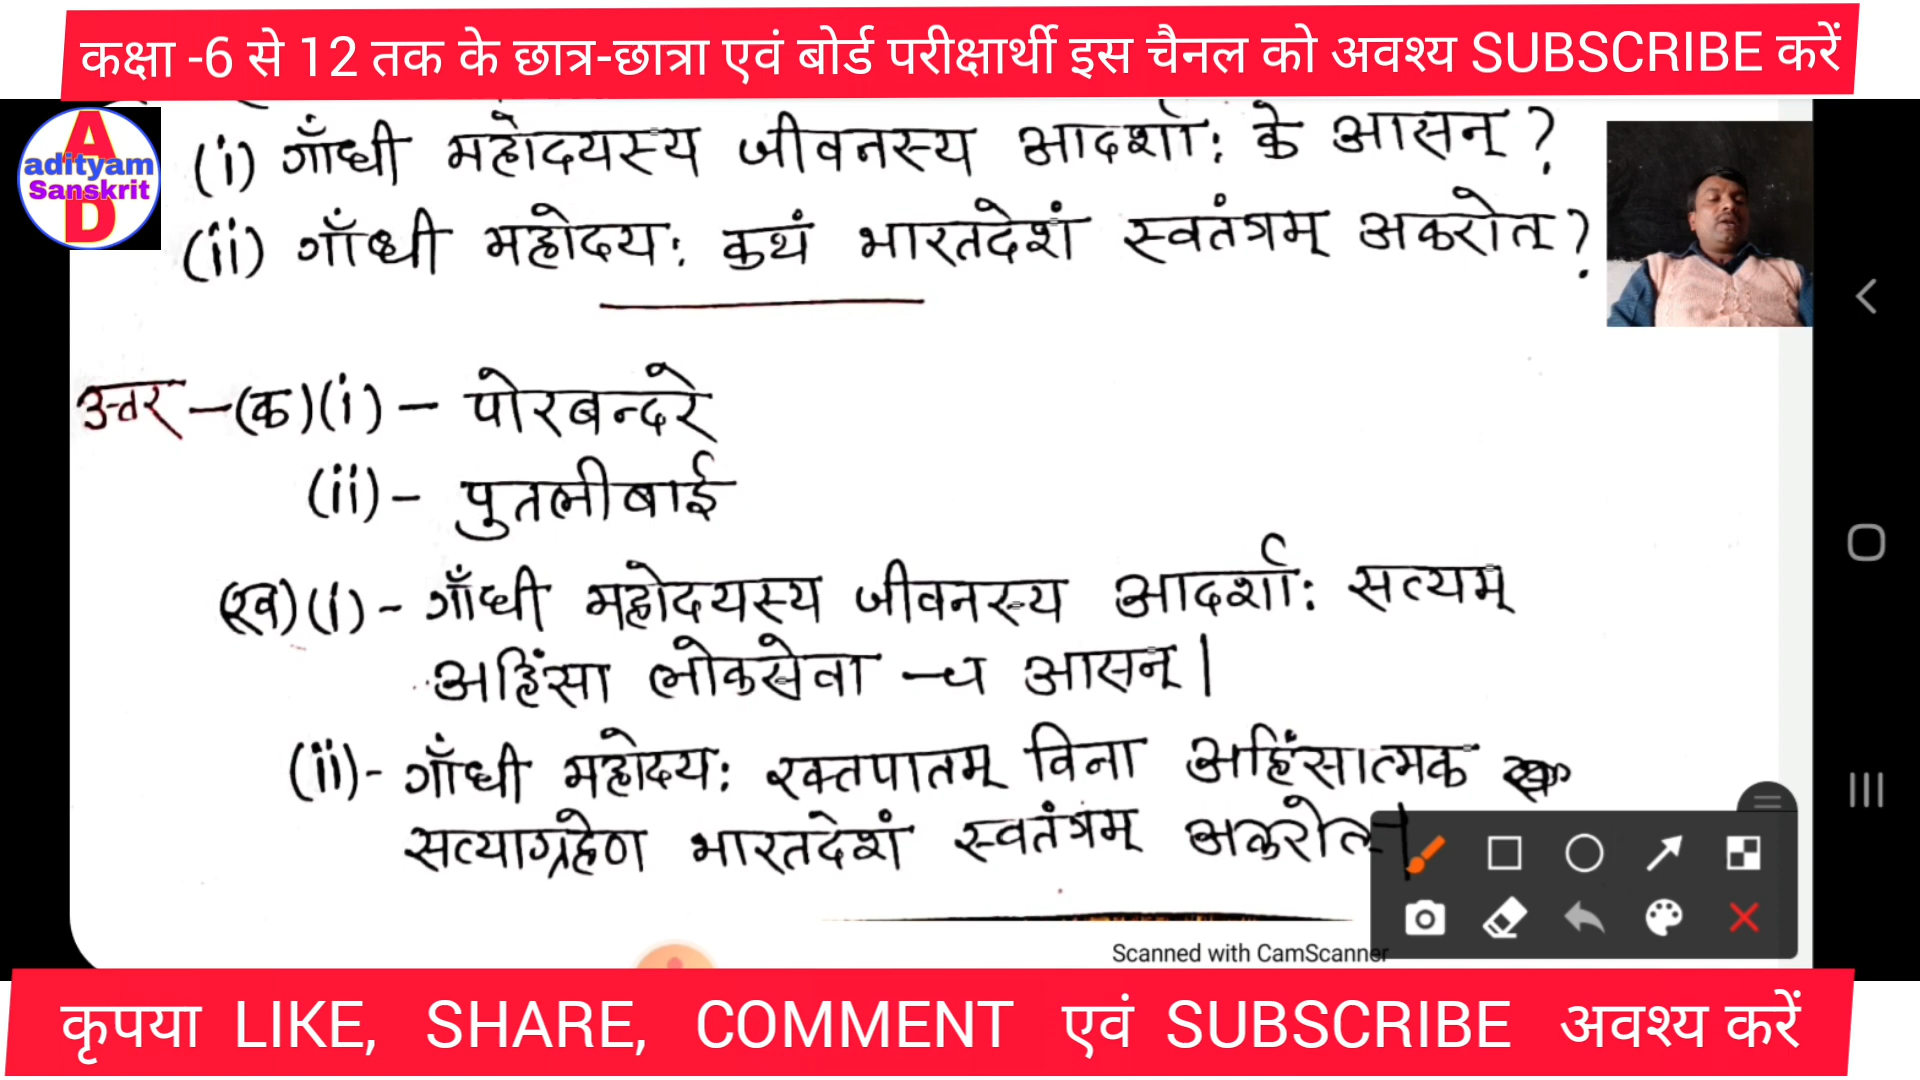 कक्षा -6 से 12 तक के छात्र-छात्रा एवं बोर्ड परीक्षार्थी इस चैनल को अवश्य SUBSCRIBE करें
A
adityam
Sanskrit
D
(i) गाँधी महोदयस्य जीवनस्य आदर्शाः के आसन् ?
(ii) गाँधी महोदयः कथं भारतदेशं स्वतंत्रम् अकरोत् ?
उत्तर - (क)(i) - पोरबन्दरे
(ii) - पुतलीबाई
(ख)(i) - गाँधी महोदयस्य जीवनस्य आदर्शाः सत्यम्
अहिंसा लोकसेवा च आसन् |
(ii) - गाँधी महोदयः रक्तपातम् विना अहिंसात्मक
सत्याग्रहेण भारतदेशं स्वतंत्रम् अकरोत् |
Scanned with CamScanner
कृपया LIKE, SHARE, COMMENT एवं SUBSCRIBE अवश्य करें